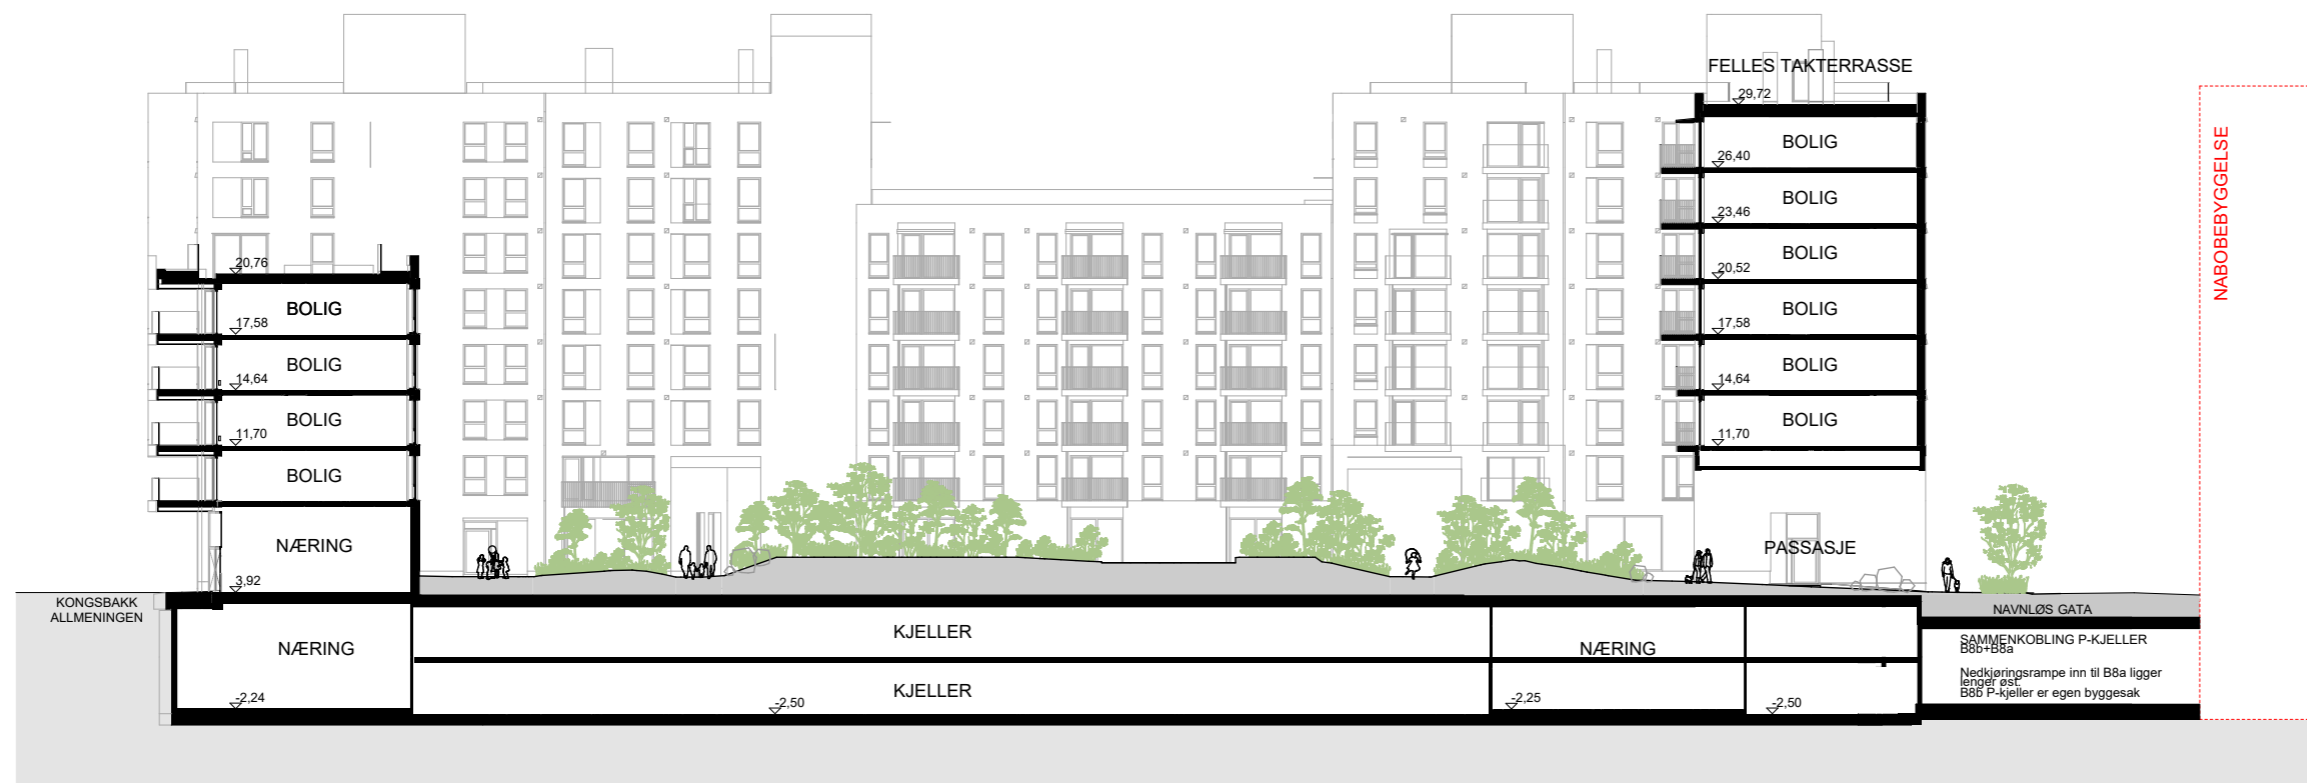 FELLES TAKTERRASSE
29,72
BOLIG
26,40
BOLIG
23,46
BOLIG
20,52
BOLIG
17,58
BOLIG
14,64
BOLIG
11,70
PASSASJE
NABOBEBYGGELSE
20,76
BOLIG
17,58
BOLIG
14,64
BOLIG
11,70
BOLIG
NÆRING
3,92
KONGSBAKK
ALLMENINGEN
NÆRING
-2,24
KJELLER
KJELLER
-2,50
NÆRING
-2,25
-2,50
NAVNLØS GATA
SAMMENKOBLING P-KJELLER
B8b+B8a
Nedkjøringsrampe inn til B8a ligger
lenger øst.
B8b P-kjeller er egen byggesak